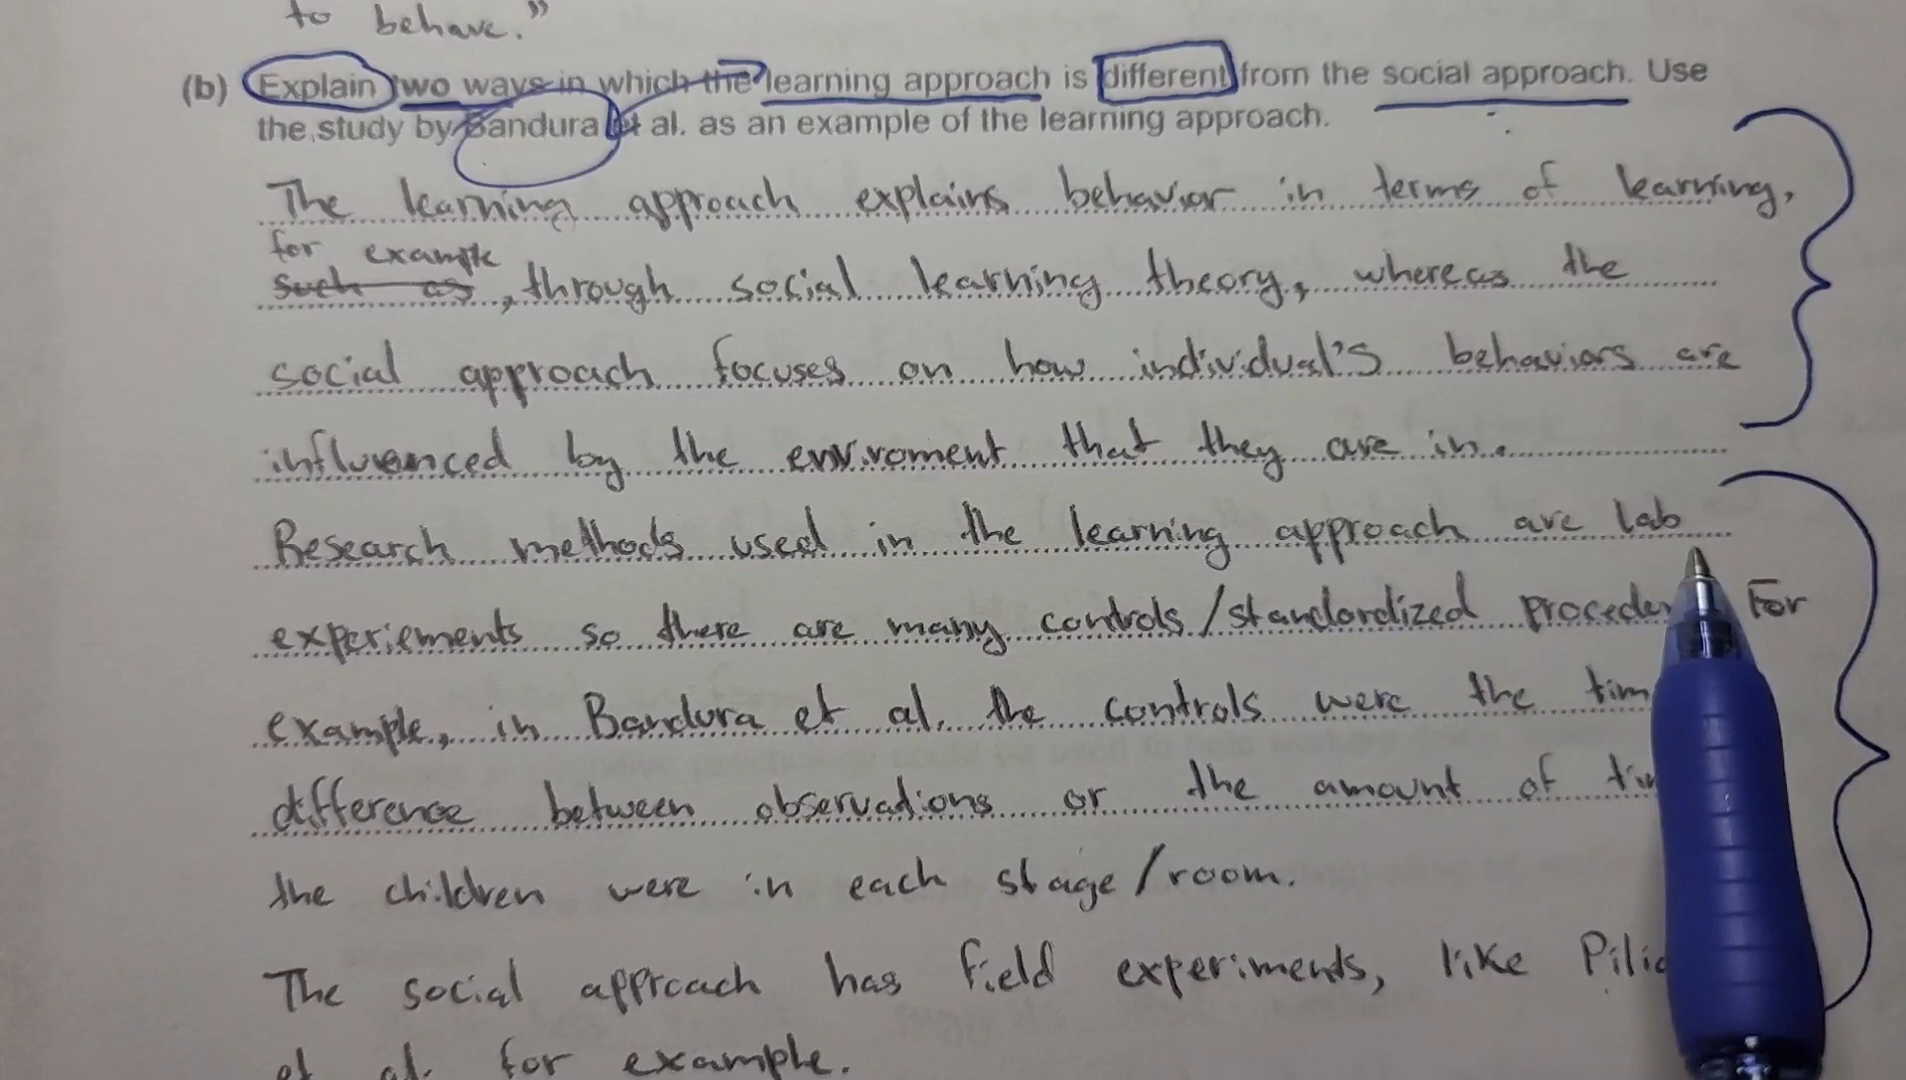 to behave."
(b) Explain two ways in which the learning approach is different from the social approach. Use
the study by Bandura et al. as an example of the learning approach.
The learning approach explains behavior in terms of learning,
for example
such as, through social learning theory, whereas the
social approach focuses on how individual's behaviors are
influenced by the enviroment that they are in.
Research methods used in the learning approach are lab
experiements so there are many controls/standardized For
example, in Bandura et al. the controls were the
difference between observations or the amount of
the children were in each stage/room.
The social approach has field experiments, like
et al. for example.